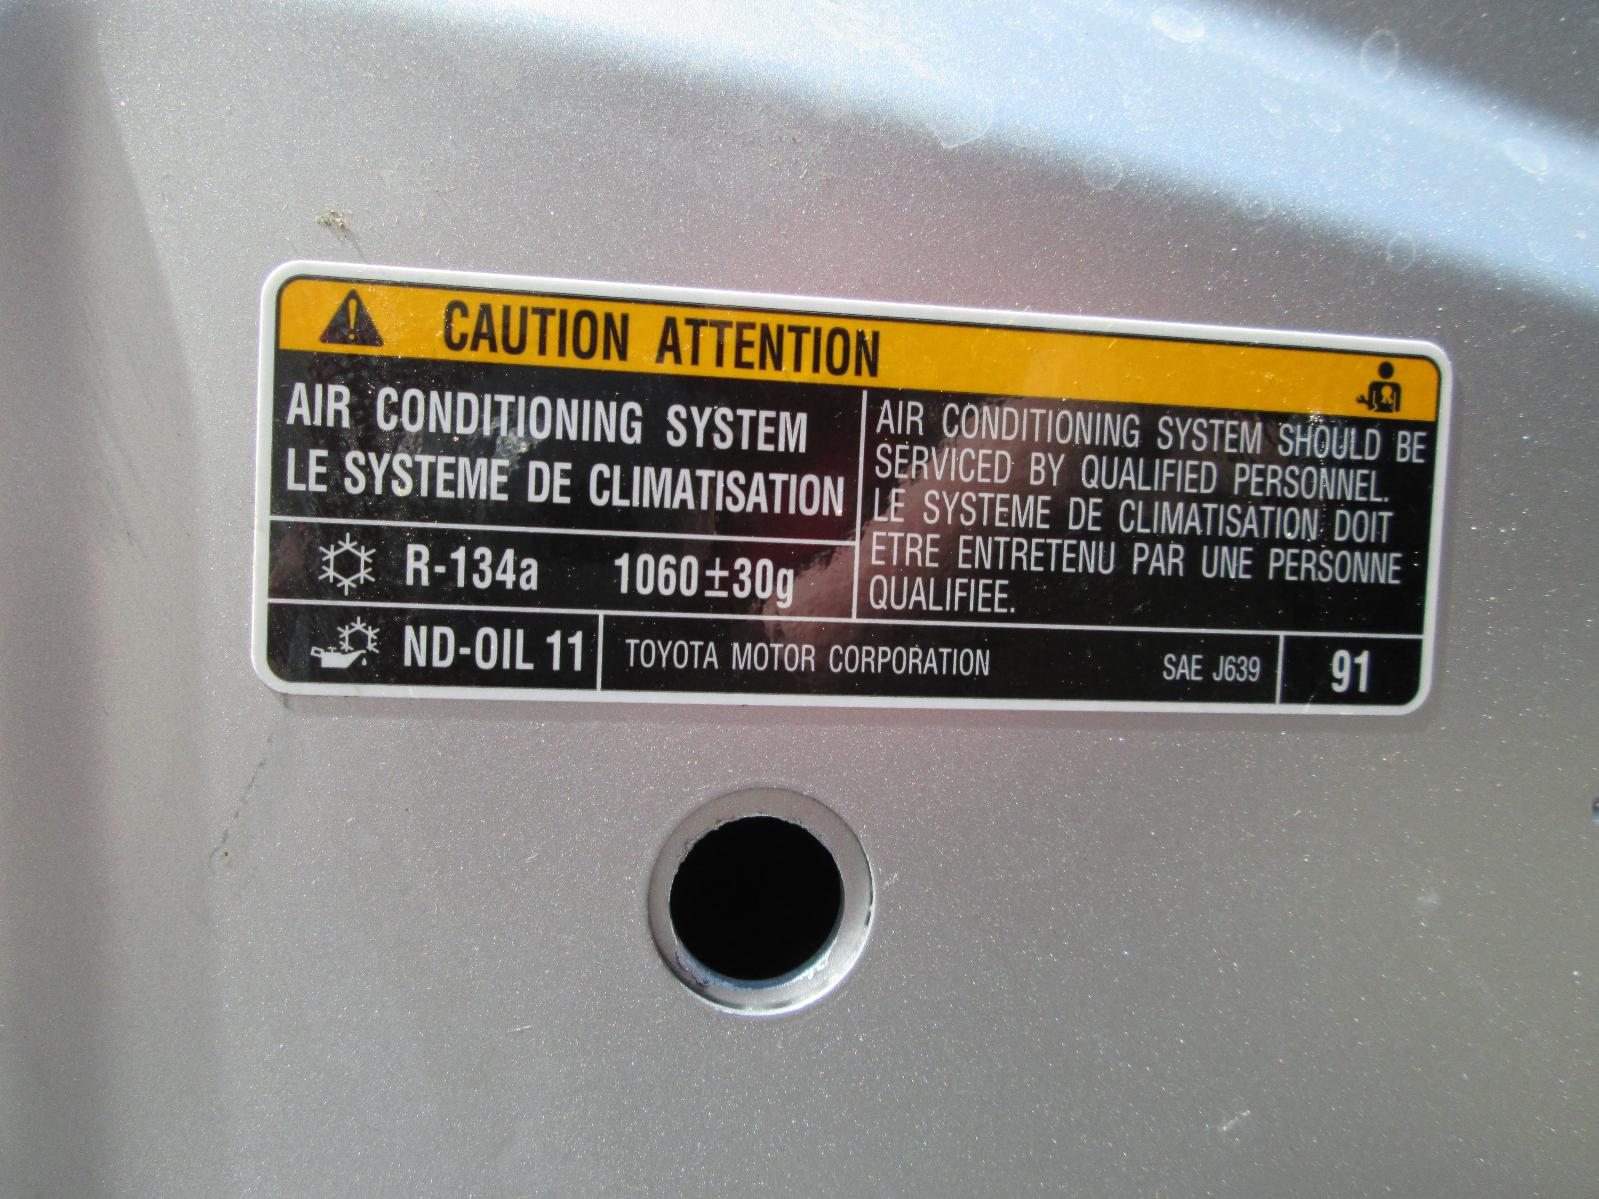 CAUTION ATTENTION
AIR CONDITIONING SYSTEM
LE SYSTEME DE CLIMATISATION
R-134a 1060±30g
AIR CONDITIONING SYSTEM SHOULD BE
SERVICED BY QUALIFIED PERSONNEL.
LE SYSTEME DE CLIMATISATION DOIT
ETRE ENTRETENU PAR UNE PERSONNE
QUALIFIEE.
ND-OIL 11 TOYOTA MOTOR CORPORATION SAE J639 91